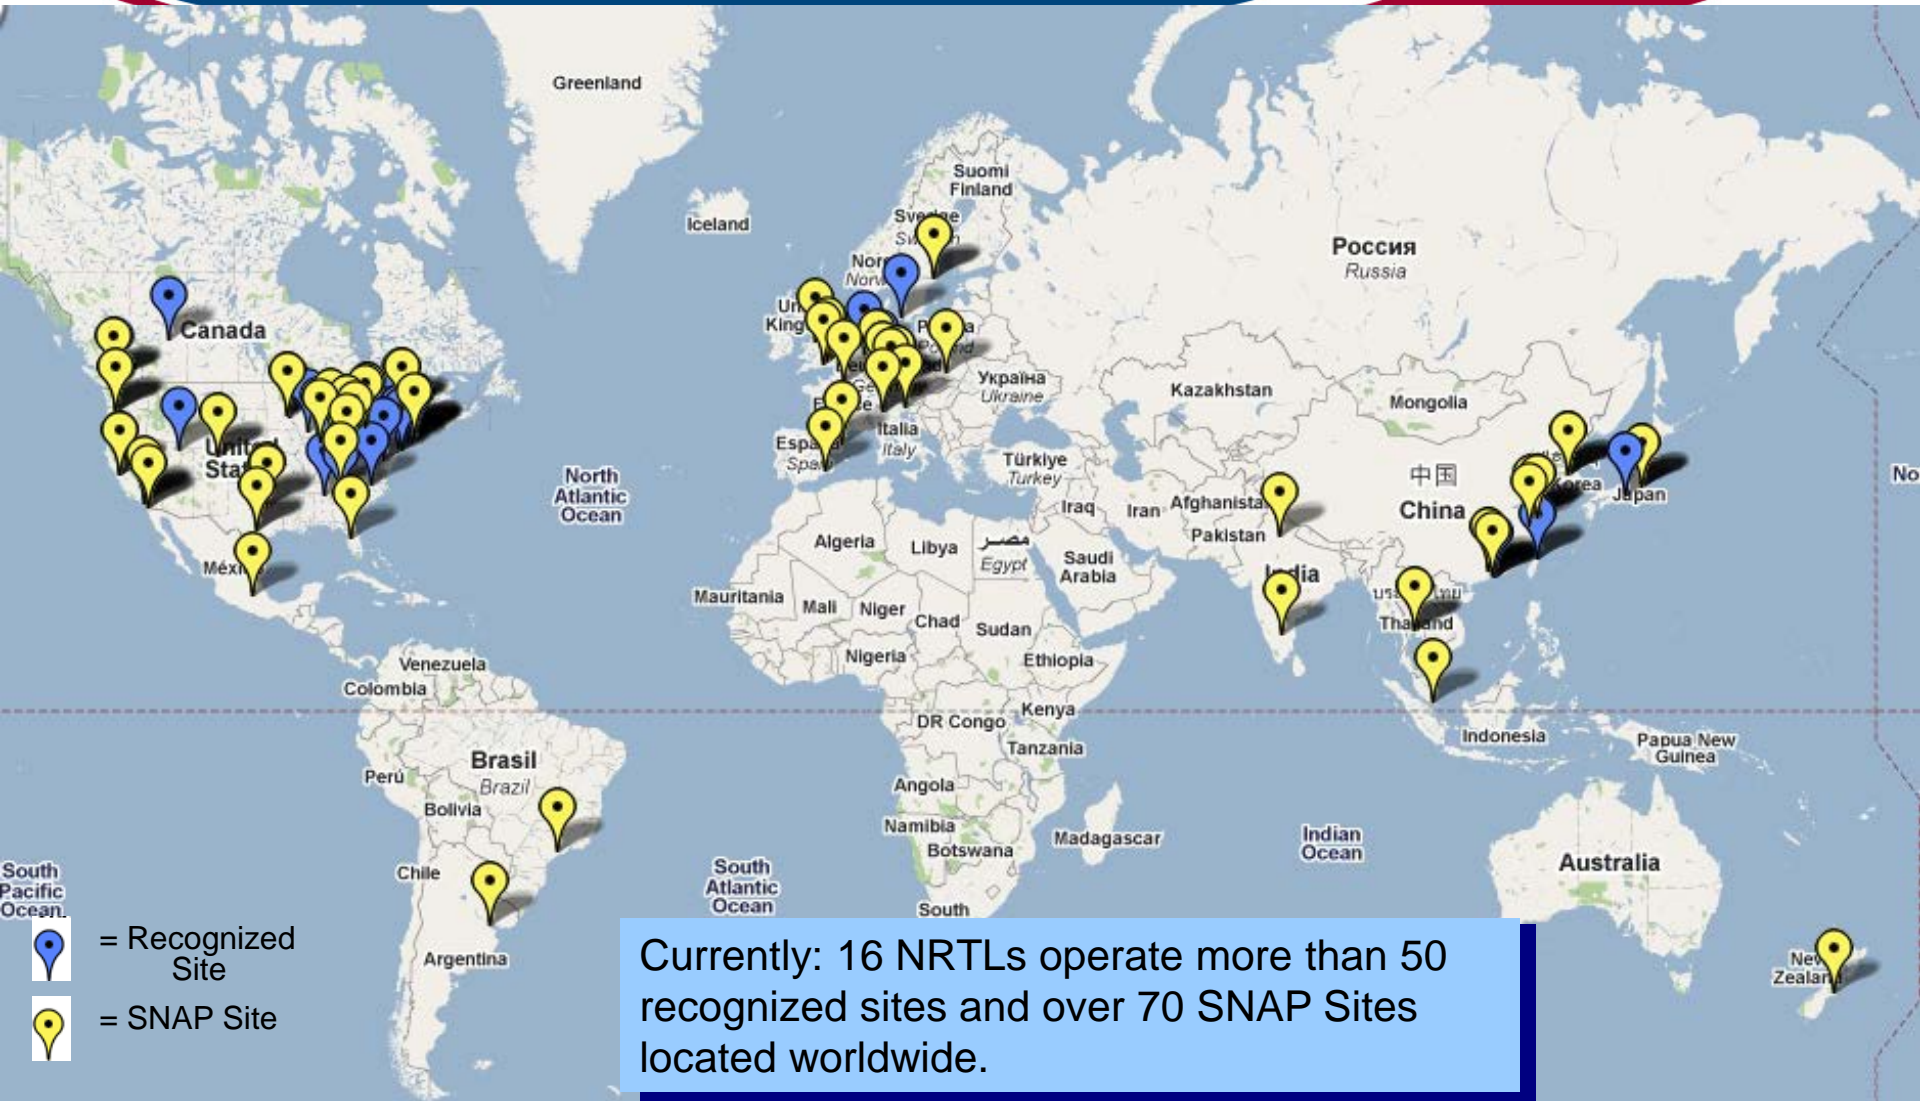 Greenland
Suomi
Finland
Iceland
Россия
Russia
Canada
Україна
Ukraine
Kazakhstan
Mongolia
Italia
Italy
North
Atlantic
Ocean
Türkiye
Turkey
中国
China
Japan
No
Iraq
Iran
Pakistan
Algeria
Libya
مصر
Egypt
Saudi
Arabia
Mauritania
Mali
Niger
Chad
Sudan
Nigeria
Ethiopia
Venezuela
Colombia
DR Congo
Kenya
Tanzania
Indonesia
Papua New
Guinea
Brasil
Brazil
Perú
Bolivia
Angola
Namibia
Botswana
Madagascar
Indian
Ocean
Australia
Chile
South
Pacific
Ocean
South
Atlantic
Ocean
South
Argentina
= Recognized
Site
= SNAP Site
Currently: 16 NRTLs operate more than 50
recognized sites and over 70 SNAP Sites
located worldwide.